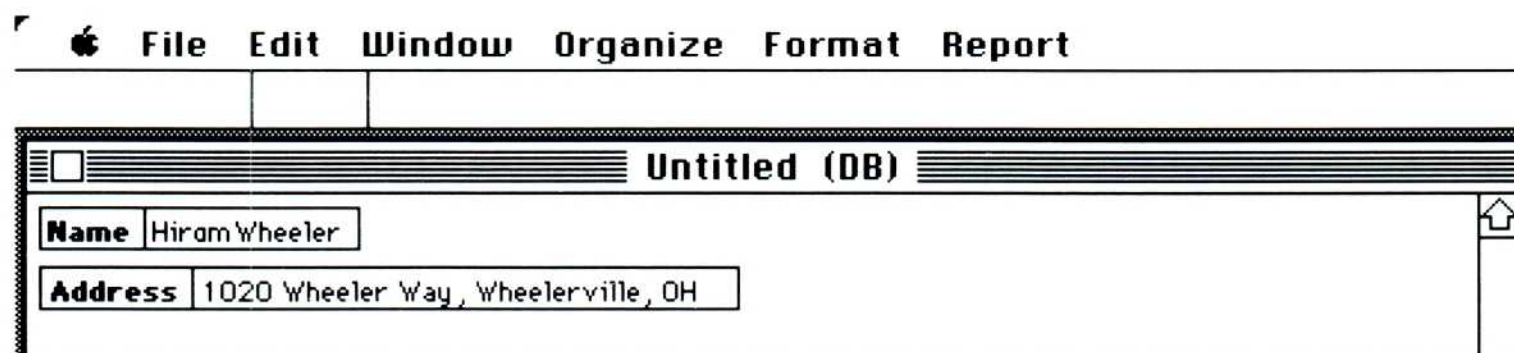 File Edit Window Organize Format Report
Untitled (DB)
Name Hiram Wheeler
Address 1020 Wheeler Way, Wheelerville, OH